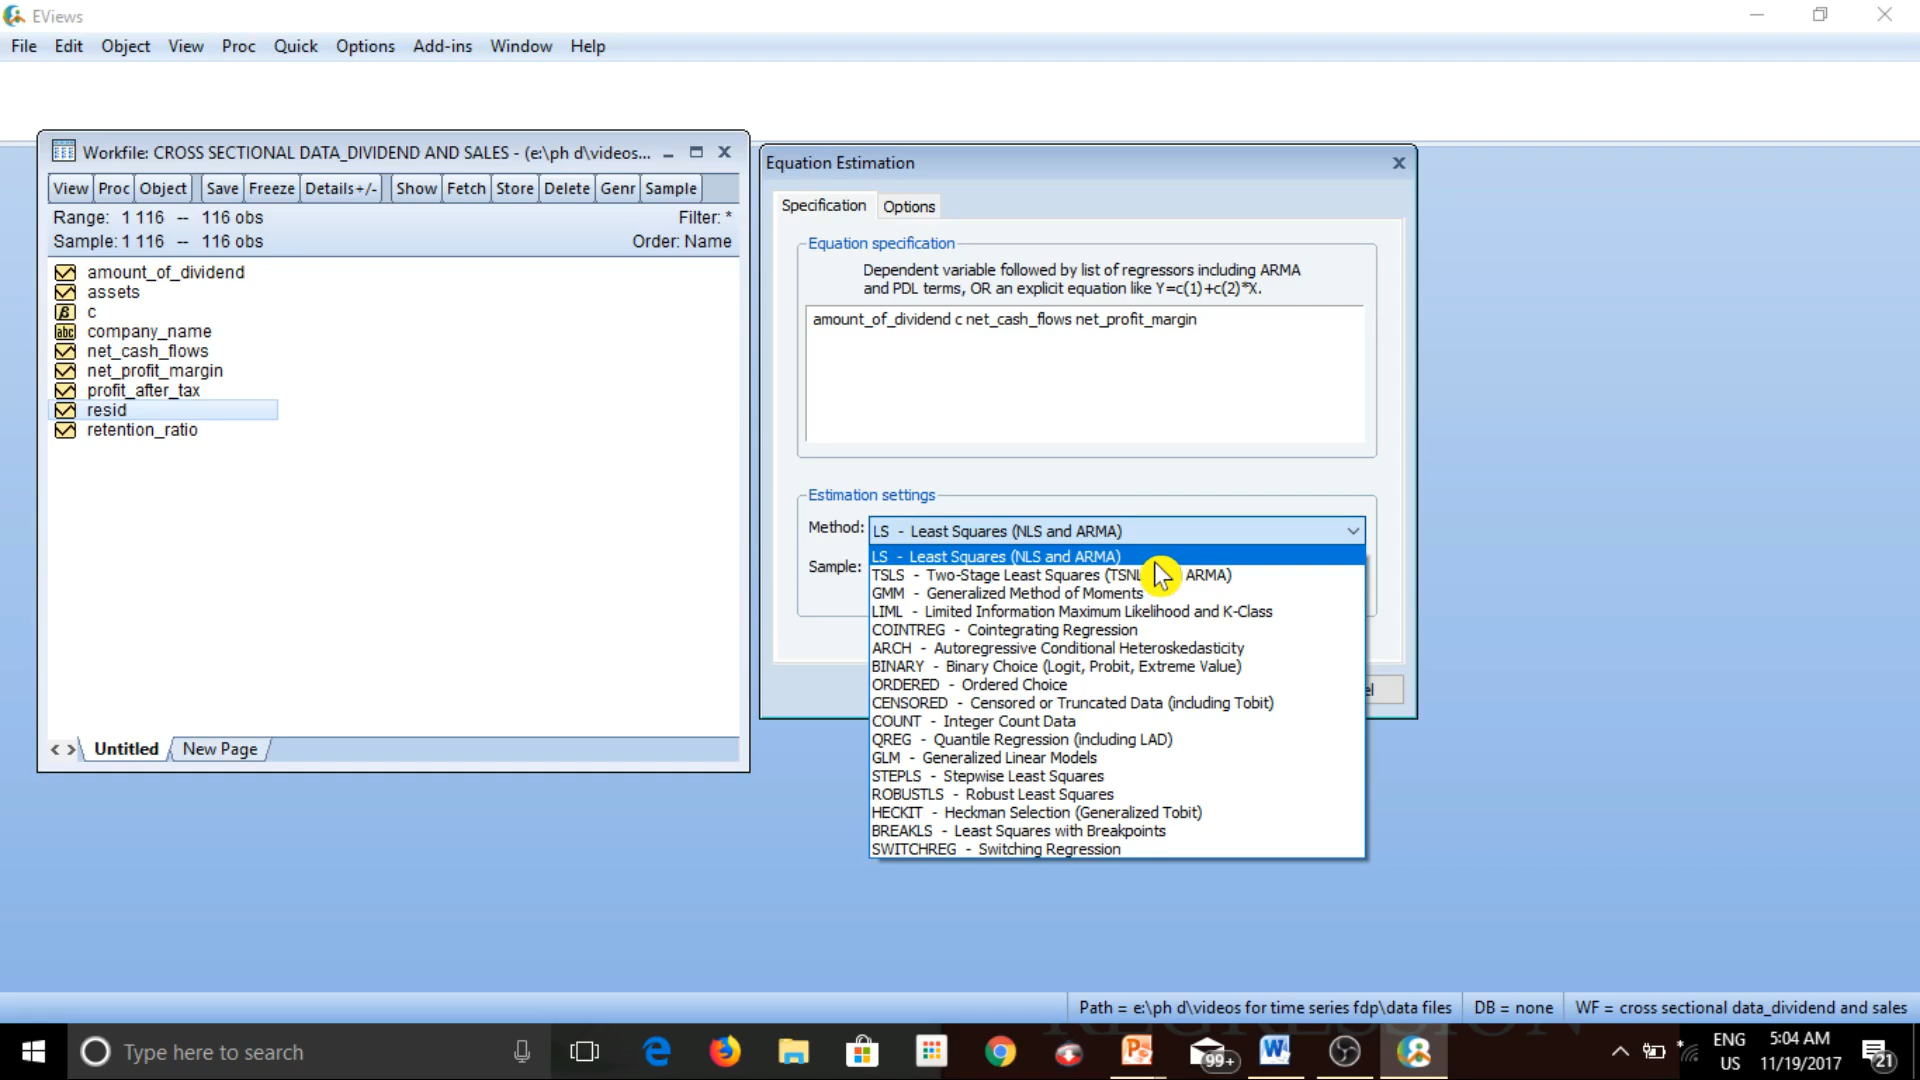 EViews
File Edit Object View Proc Quick Options Add-ins Window Help
Workfile: CROSS SECTIONAL DATA_DIVIDEND AND SALES - (e:\ph d\videos...
View Proc Object Save Freeze Details+/- Show Fetch Store Delete Genr Sample
Range: 1 116 -- 116 obs Filter: *
Sample: 1 116 -- 116 obs Order: Name
amount_of_dividend
assets
β c
abc company_name
net_cash_flows
net_profit_margin
profit_after_tax
resid
retention_ratio
< > Untitled New Page
Equation Estimation
Specification Options
Equation specification
Dependent variable followed by list of regressors including ARMA
and PDL terms, OR an explicit equation like Y=c(1)+c(2)*X.
amount_of_dividend c net_cash_flows net_profit_margin
Estimation settings
Method: LS - Least Squares (NLS and ARMA)
Sample:
LS - Least Squares (NLS and ARMA)
TSLS - Two-Stage Least Squares ARMA)
GMM - Generalized Method of Moments
LIML - Limited Information Maximum Likelihood and K-Class
COINTREG - Cointegrating Regression
ARCH - Autoregressive Conditional Heteroskedasticity
BINARY - Binary Choice (Logit, Probit, Extreme Value)
ORDERED - Ordered Choice
CENSORED - Censored or Truncated Data (including Tobit)
COUNT - Integer Count Data
QREG - Quantile Regression (including LAD)
GLM - Generalized Linear Models
STEPLS - Stepwise Least Squares
ROBUSTLS - Robust Least Squares
HECKIT - Heckman Selection (Generalized Tobit)
BREAKLS - Least Squares with Breakpoints
SWITCHREG - Switching Regression
Path = e:\ph d\videos for time series fdp\data files DB = none WF = cross sectional data_dividend and sales
Type here to search
99+
ENG
US
5:04 AM
11/19/2017
21